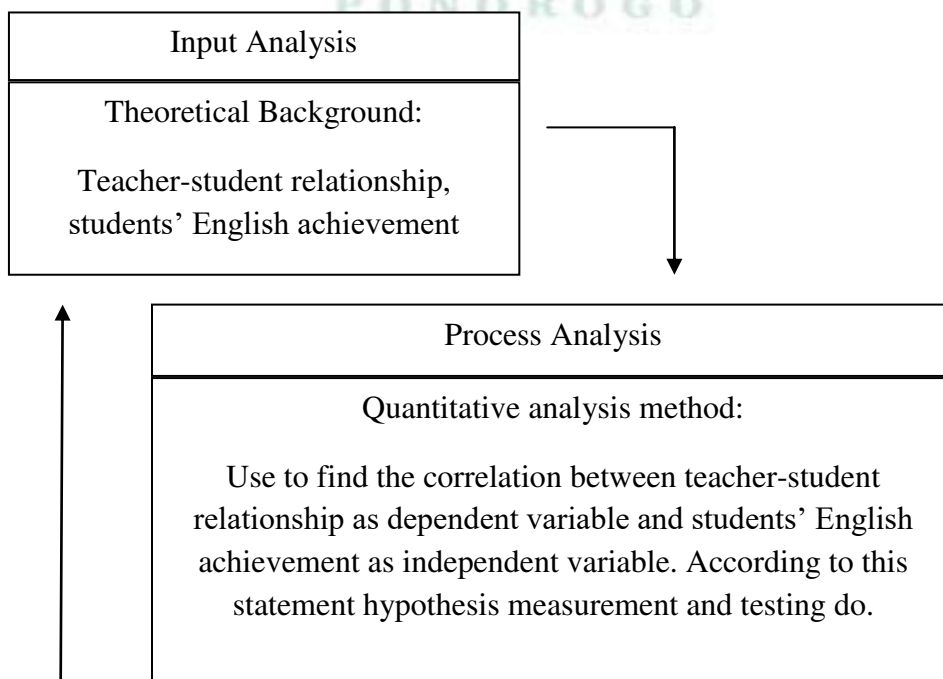 PONOROGO
Input Analysis
Theoretical Background:
Teacher-student relationship,
students’ English achievement
Process Analysis
Quantitative analysis method:
Use to find the correlation between teacher-student
relationship as dependent variable and students’ English
achievement as independent variable. According to this
statement hypothesis measurement and testing do.